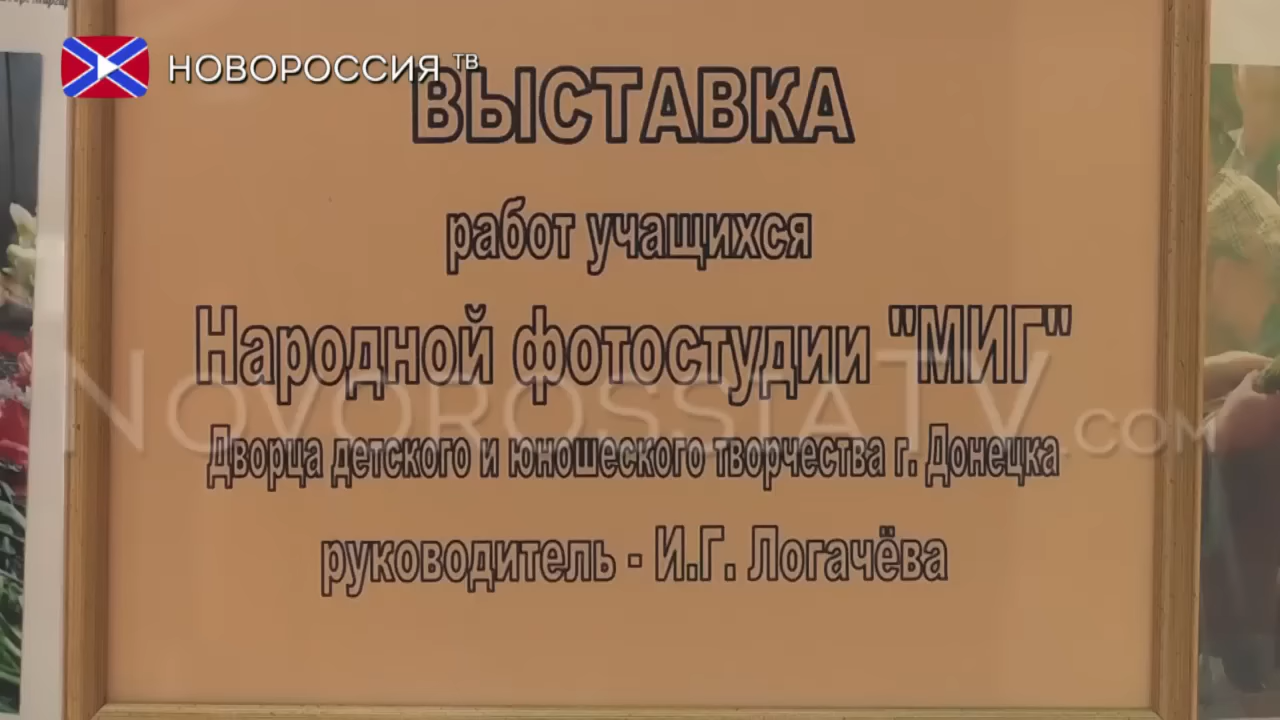 НОВОРОССИЯ ТВ
ВЫСТАВКА
работ учащихся
Народной фотостудии "МИГ"
NOVOROSSIATV.COM
Дворца детского и юношеского творчества г. Донецка
руководитель - И.Г. Логачёва